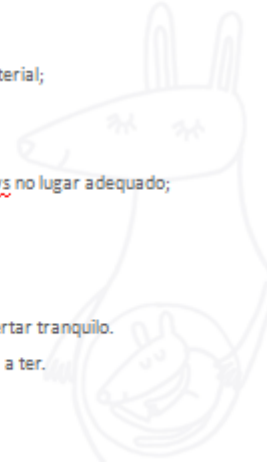 terial;
s no lugar adequado;
rtar tranquilo.
a ter.